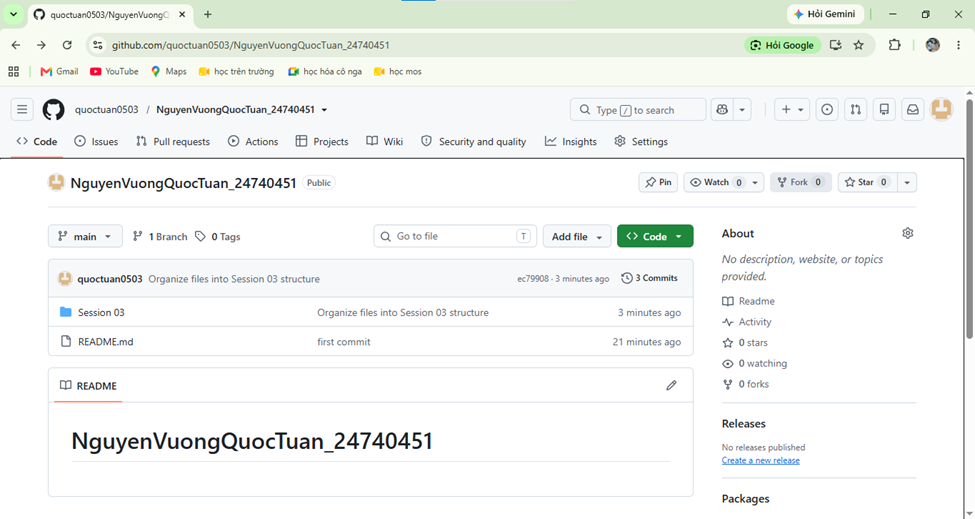 quoctuan0503/NguyenVuongQ
Hỏi Gemini
github.com/quoctuan0503/NguyenVuongQuocTuan_24740451
Hỏi Google
Gmail
YouTube
Maps
học trên trường
học hóa cô nga
học mos
quoctuan0503 / NguyenVuongQuocTuan_24740451
Type / to search
Code
Issues
Pull requests
Actions
Projects
Wiki
Security and quality
Insights
Settings
NguyenVuongQuocTuan_24740451 Public
Pin
Watch 0
Fork 0
Star 0
main
1 Branch
0 Tags
Go to file T
Add file
Code
quoctuan0503 Organize files into Session 03 structure ec79908 · 3 minutes ago 3 Commits
Session 03 Organize files into Session 03 structure 3 minutes ago
README.md first commit 21 minutes ago
README
NguyenVuongQuocTuan_24740451
About
No description, website, or topics
provided.
Readme
Activity
0 stars
0 watching
0 forks
Releases
No releases published
Create a new release
Packages